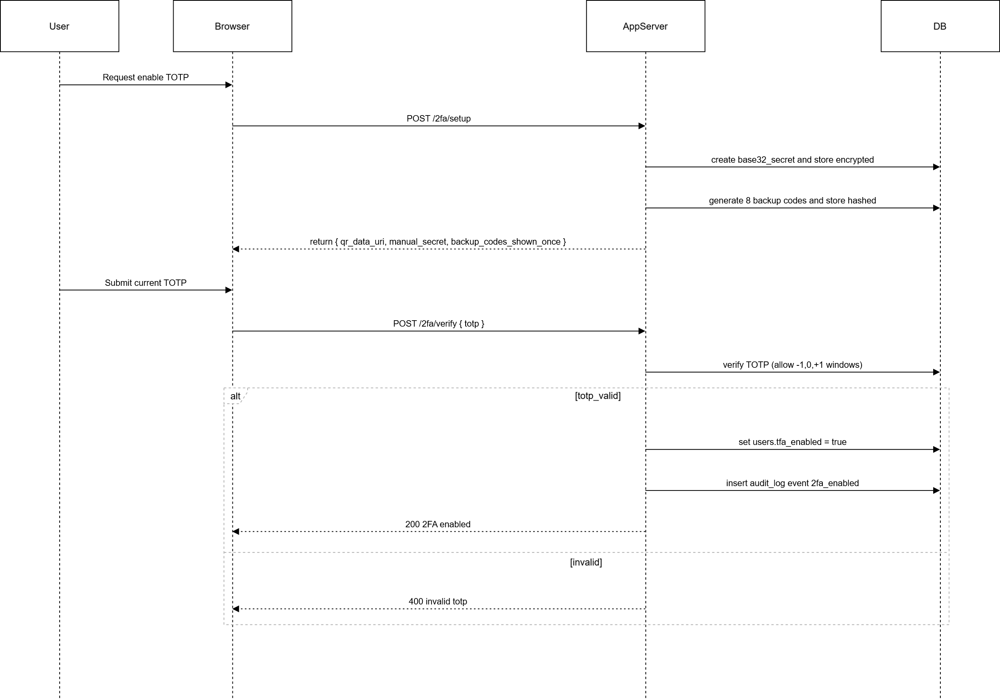 User
Browser
AppServer
DB
Request enable TOTP
POST /2fa/setup
create base32_secret and store encrypted
generate 8 backup codes and store hashed
return { qr_data_uri, manual_secret, backup_codes_shown_once }
Submit current TOTP
POST /2fa/verify { totp }
verify TOTP (allow -1,0,+1 windows)
alt
[totp_valid]
set users.tfa_enabled = true
insert audit_log event 2fa_enabled
200 2FA enabled
[invalid]
400 invalid totp